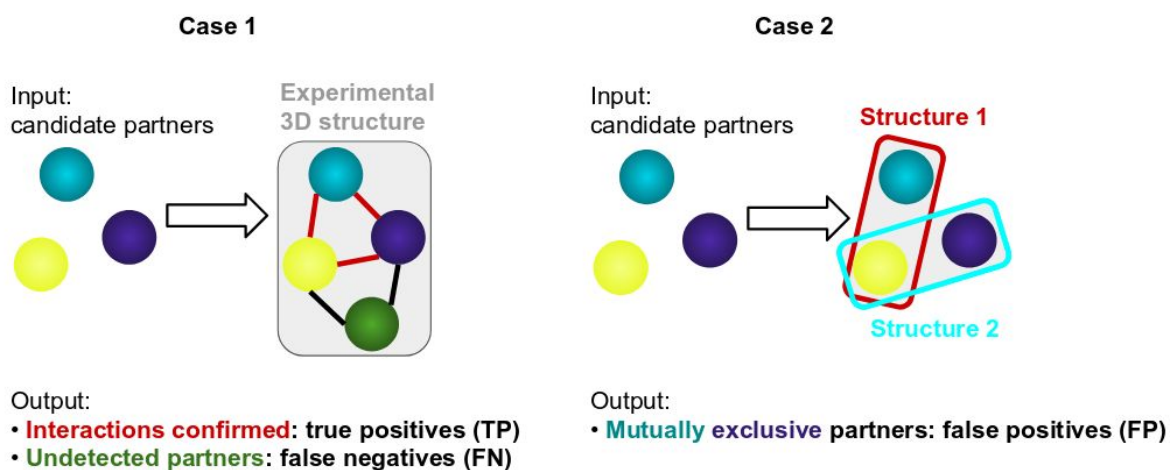 Case 1
Input:
candidate partners
Experimental
3D structure
Output:
• Interactions confirmed: true positives (TP)
• Undetected partners: false negatives (FN)
Case 2
Input:
candidate partners
Structure 1
Structure 2
Output:
• Mutually exclusive partners: false positives (FP)